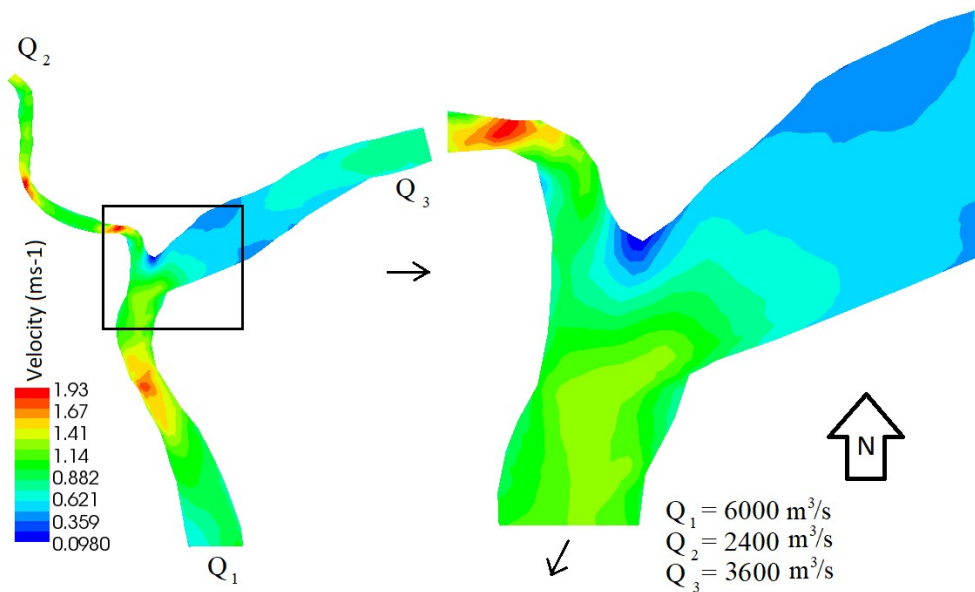 Q₂
Q₃
Velocity (ms-1)
1.93
1.67
1.41
1.14
0.882
0.621
0.359
0.0980
Q₁
N
Q₁ = 6000 m³/s
Q₂ = 2400 m³/s
Q₃ = 3600 m³/s